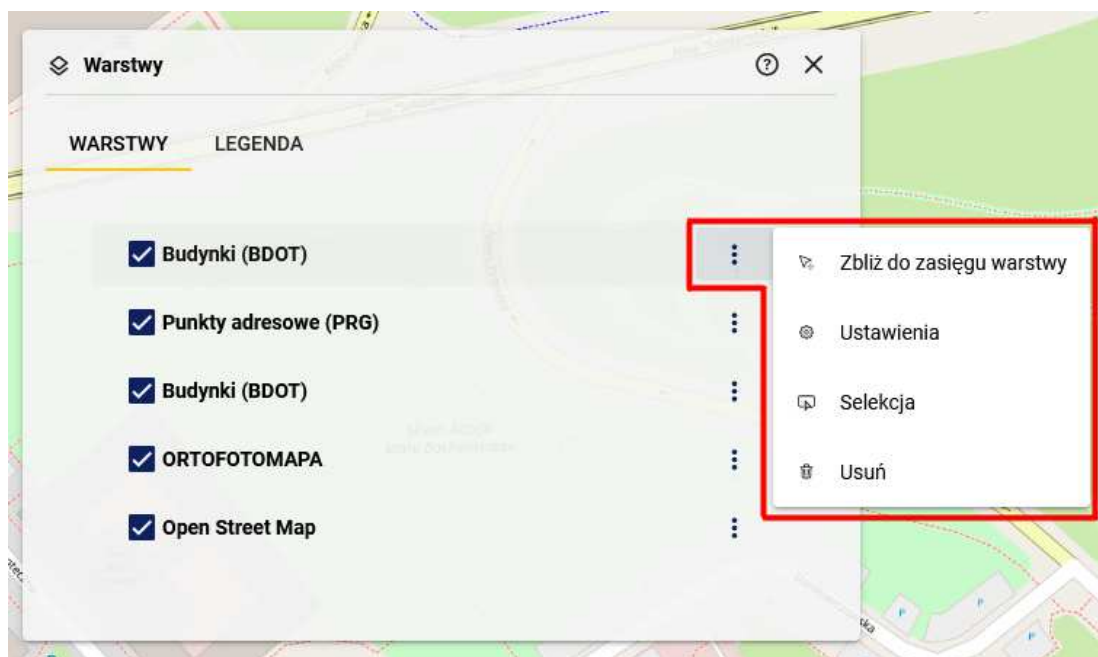 Warstwy
WARSTWY LEGENDA
Budynki (BDOT)
Zbliż do zasięgu warstwy
Punkty adresowe (PRG)
Ustawienia
Budynki (BDOT)
Selekcja
ORTOFOTOMAPA
Usuń
Open Street Map
P
P
P